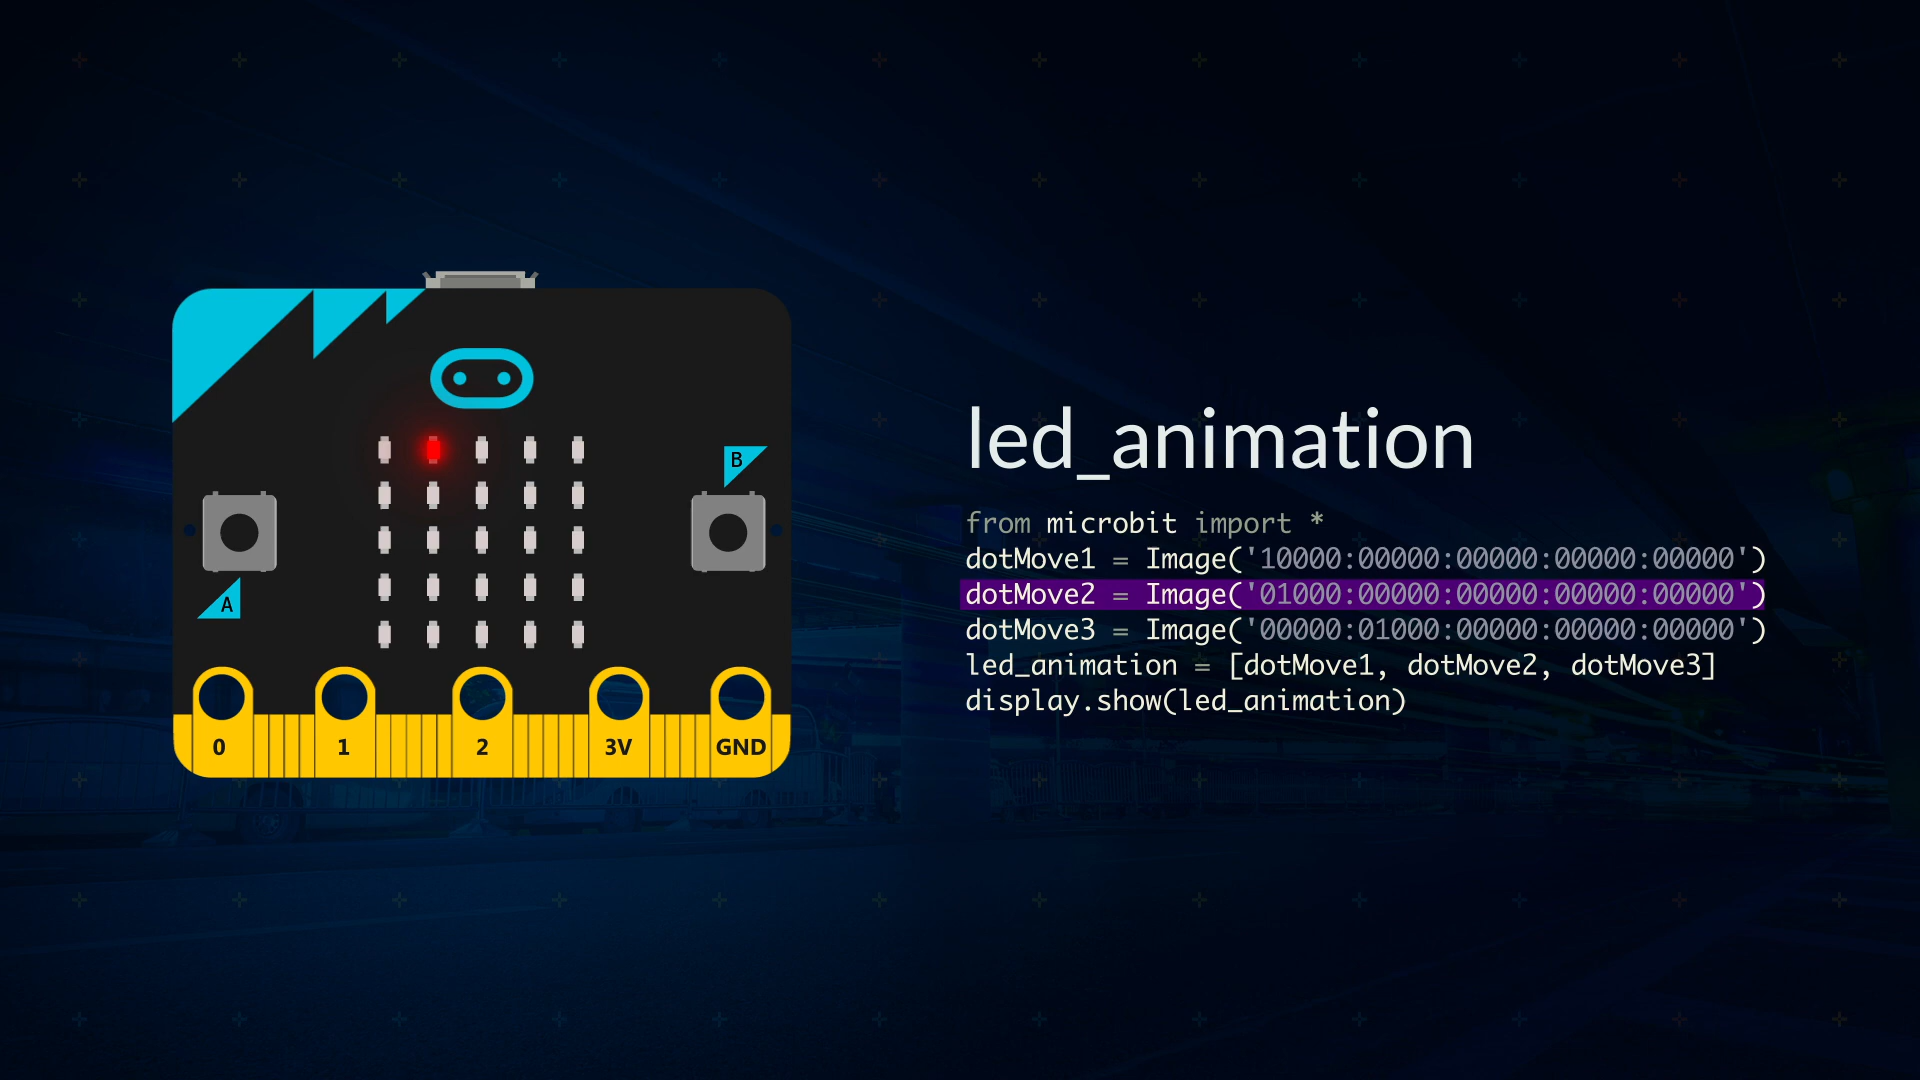 led_animation
from microbit import *
dotMove1 = Image('10000:00000:00000:00000:00000')
dotMove2 = Image('01000:00000:00000:00000:00000')
dotMove3 = Image('00000:01000:00000:00000:00000')
led_animation = [dotMove1, dotMove2, dotMove3]
display.show(led_animation)
B
A
0 1 2 3V GND